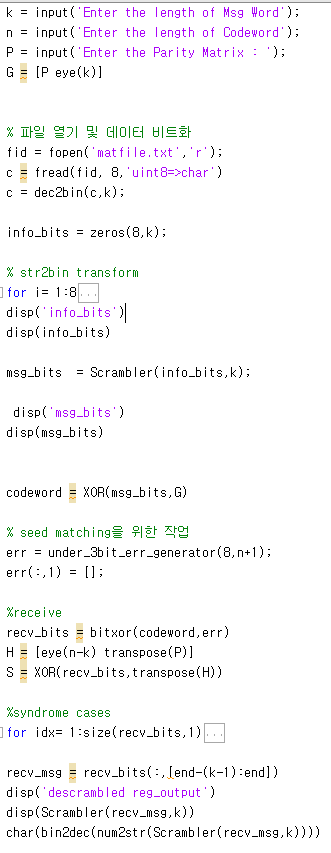 k = input('Enter the length of Msg Word');
n = input('Enter the length of Codeword');
P = input('Enter the Parity Matrix : ');
G = [P eye(k)]
% 파일 열기 및 데이터 비트화
fid = fopen('matfile.txt','r');
c = fread(fid, 8,'uint8=>char')
c = dec2bin(c,k);
info_bits = zeros(8,k);
% str2bin transform
for i= 1:8...
disp('info_bits')
disp(info_bits)
msg_bits  = Scrambler(info_bits,k);
disp('msg_bits')
disp(msg_bits)
codeword = XOR(msg_bits,G)
% seed matching을 위한 작업
err = under_3bit_err_generator(8,n+1);
err(:,1) = [];
%receive
recv_bits = bitxor(codeword,err)
H = [eye(n-k) transpose(P)]
S = XOR(recv_bits,transpose(H))
%syndrome cases
for idx= 1:size(recv_bits,1)...
recv_msg = recv_bits(:,[end-(k-1):end])
disp('descrambled reg_output')
disp(Scrambler(recv_msg,k))
char(bin2dec(num2str(Scrambler(recv_msg,k))))